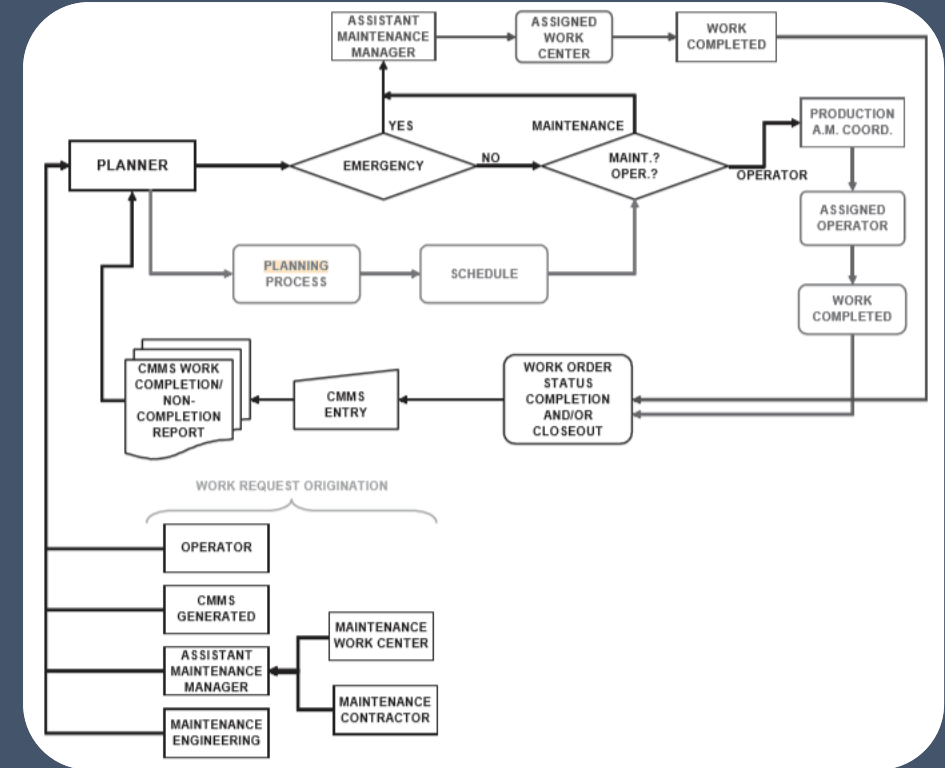 ASSISTANT
MAINTENANCE
MANAGER
ASSIGNED
WORK
CENTER
WORK
COMPLETED
YES
MAINTENANCE
PRODUCTION
A.M. COORD.
PLANNER
EMERGENCY
NO
MAINT.?
OPER.?
OPERATOR
ASSIGNED
OPERATOR
PLANNING
PROCESS
SCHEDULE
WORK
COMPLETED
CMMS WORK
COMPLETION/
NON-
COMPLETION
REPORT
CMMS
ENTRY
WORK ORDER
STATUS
COMPLETION
AND/OR
CLOSEOUT
WORK REQUEST ORIGINATION
OPERATOR
CMMS
GENERATED
ASSISTANT
MAINTENANCE
MANAGER
MAINTENANCE
WORK CENTER
MAINTENANCE
CONTRACTOR
MAINTENANCE
ENGINEERING